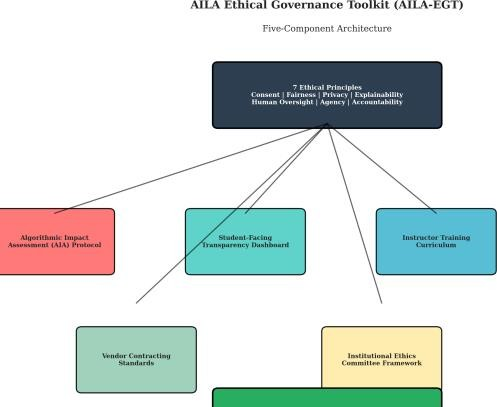 AILA Ethical Governance Toolkit (AILA-EGT)
Five-Component Architecture
7 Ethical Principles
Consent | Fairness | Privacy | Explainability
Human Oversight | Agency | Accountability
Algorithmic Impact
Assessment (AIA) Protocol
Student-Facing
Transparency Dashboard
Instructor Training
Curriculum
Vendor Contracting
Standards
Institutional Ethics
Committee Framework